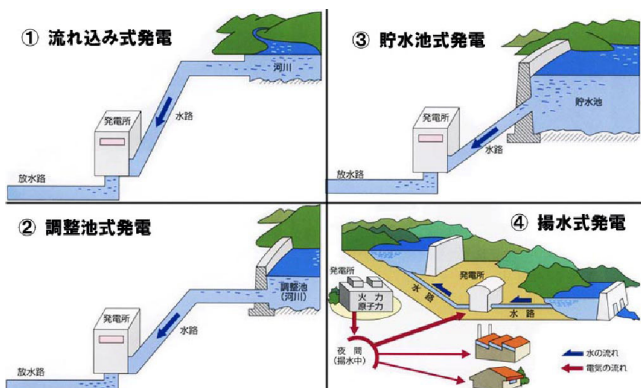 ① 流れ込み式発電
河川
水路
発電所
放水路
② 調整池式発電
調整池
(河川)
水路
発電所
放水路
③ 貯水池式発電
貯水池
発電所
水路
放水路
④ 揚水式発電
発電所
火力
原子力
発電所
水路
水路
夜間
(揚水中)
水の流れ
電気の流れ